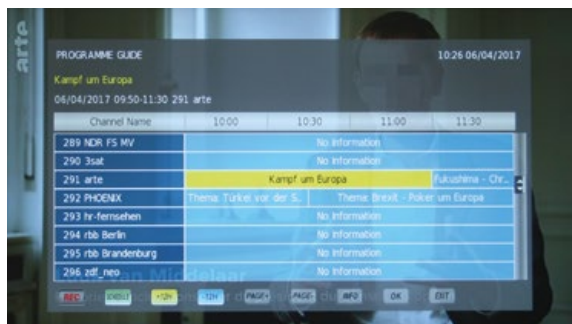 arte
PROGRAMME GUIDE 10:26 06/04/2017
Kampf um Europa
06/04/2017 09:50-11:30 291 arte
Channel Name 10:00 10:30 11:00 11:30
289 NDR FS MV No Information
290 3sat No Information
291 arte Kampf um Europa Fukushima - Chr..
292 PHOENIX Thema: Türkei vor der S.. Thema: Brexit - Poker um Europa
293 hr-fernsehen No Information
294 rbb Berlin No Information
295 rbb Brandenburg No Information
296 zdf_neo No Information
Middelaar
REC +12H -12H PAGE+ PAGE- INFO OK EXIT